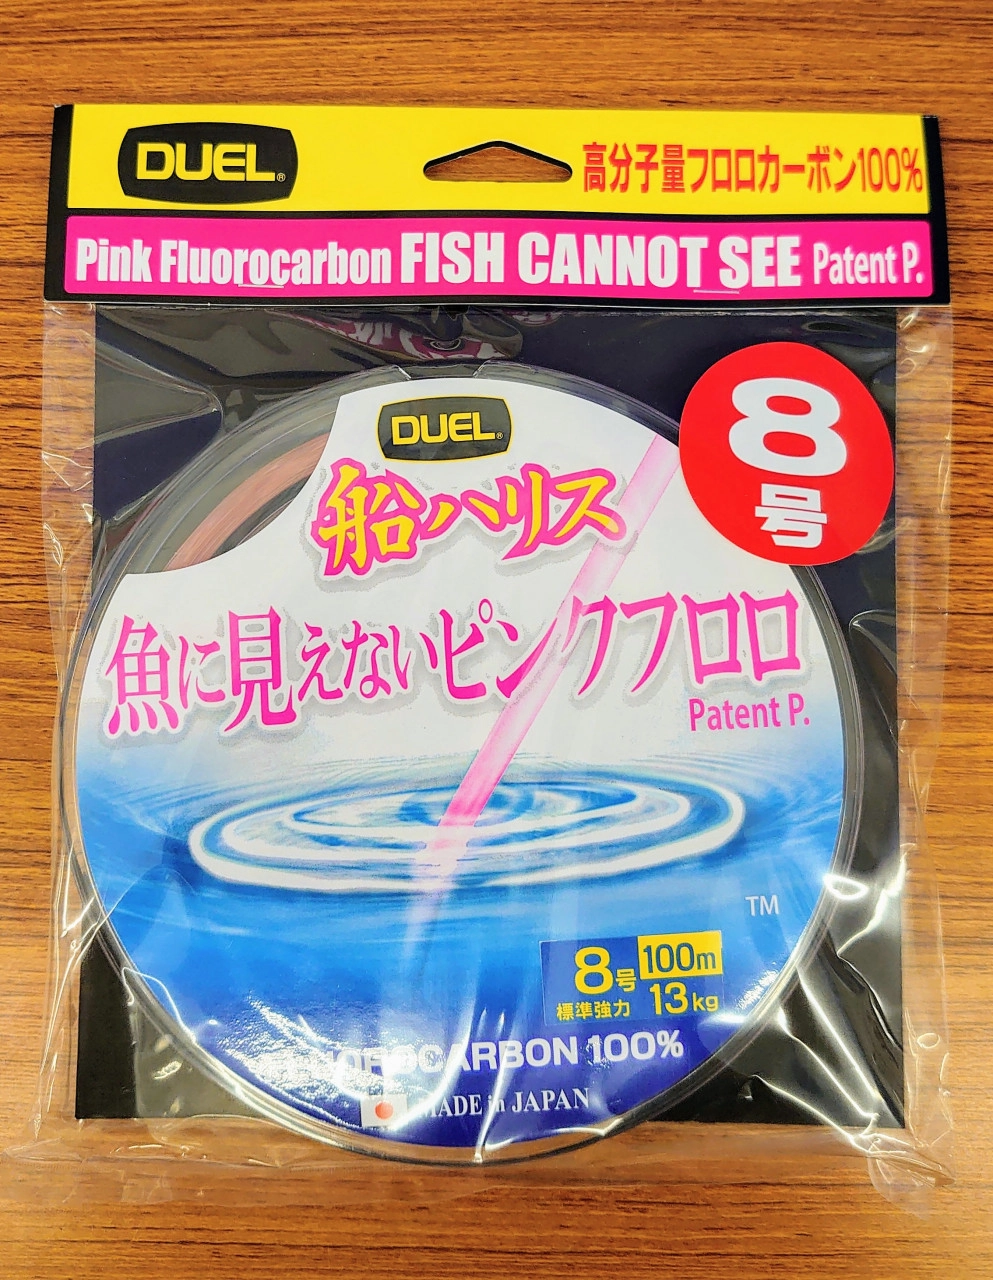 DUEL®
高分子量フロロカーボン100%
Pink Fluorocarbon FISH CANNOT SEE Patent P.
8号
DUEL®
船ハリス
魚に見えないピンクフロロ
Patent P.
TM
8号 100m
標準強力 13kg
FLUOROCARBON 100%
MADE in JAPAN